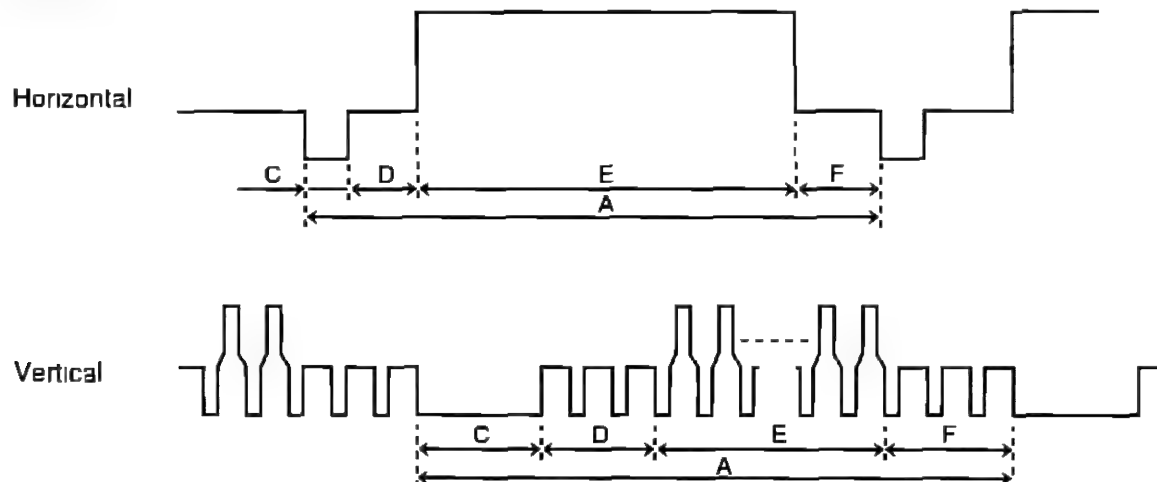 Horizontal
C D E F
A
Vertical
C D E F
A